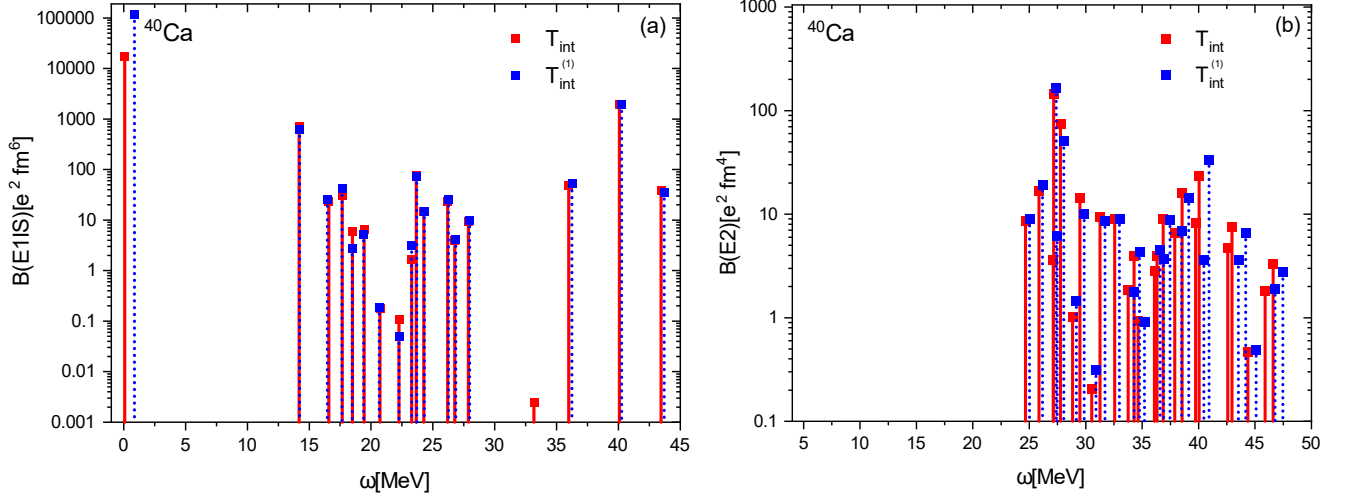 ⁴⁰Ca
(a)
T_int
T_int^(1)
B(E1IS)[e² fm⁶]
100000
10000
1000
100
10
1
0.1
0.01
0.001
0
5
10
15
20
25
30
35
40
45
ω[MeV]
⁴⁰Ca
(b)
T_int
T_int^(1)
B(E2)[e² fm⁴]
1000
100
10
1
0.1
5
10
15
20
25
30
35
40
45
50
ω[MeV]